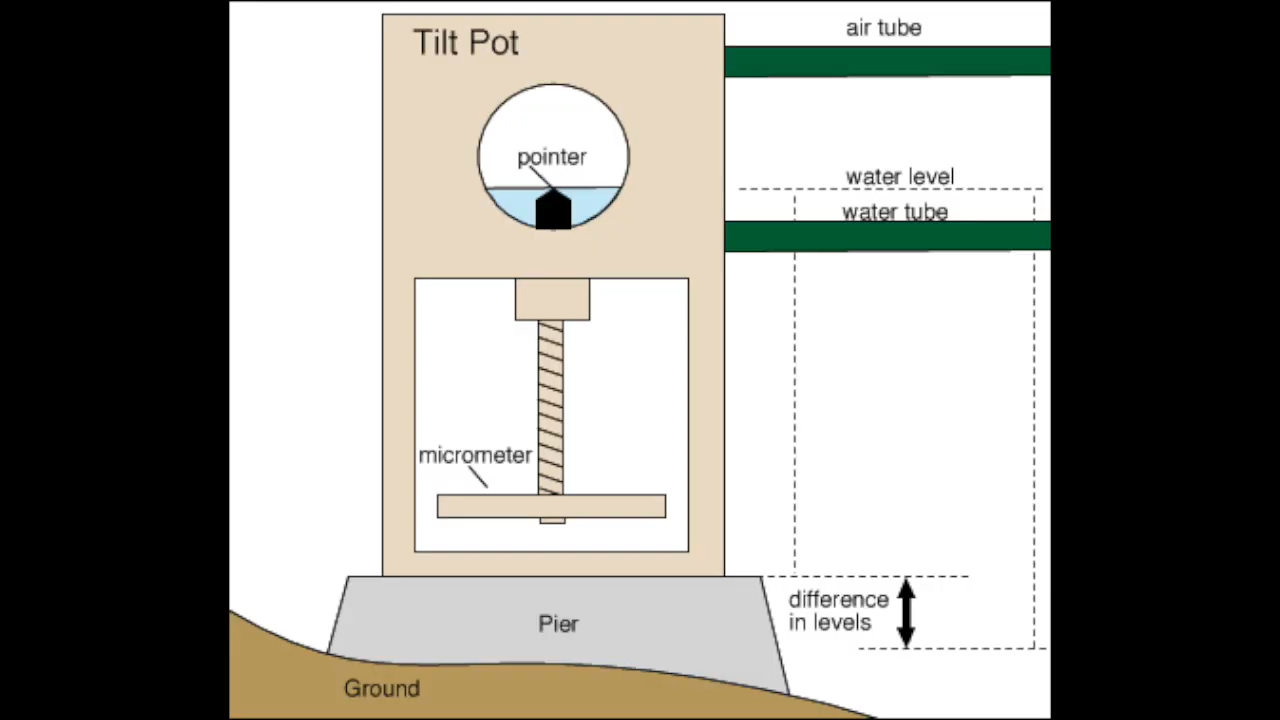 Tilt Pot
air tube
pointer
water level
water tube
micrometer
difference
in levels
Pier
Ground